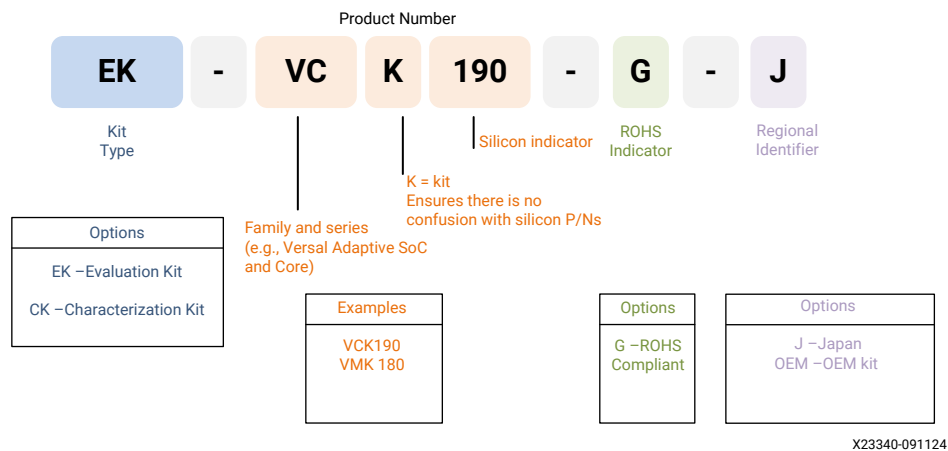 Product Number
EK - VC K 190 - G - J
Kit
Type
Silicon indicator
ROHS
Indicator
Regional
Identifier
K = kit
Ensures there is no
confusion with silicon P/Ns
Family and series
(e.g., Versal Adaptive SoC
and Core)
Options
EK –Evaluation Kit
CK –Characterization Kit
Examples
VCK190
VMK 180
Options
G –ROHS
Compliant
Options
J –Japan
OEM –OEM kit
X23340-091124